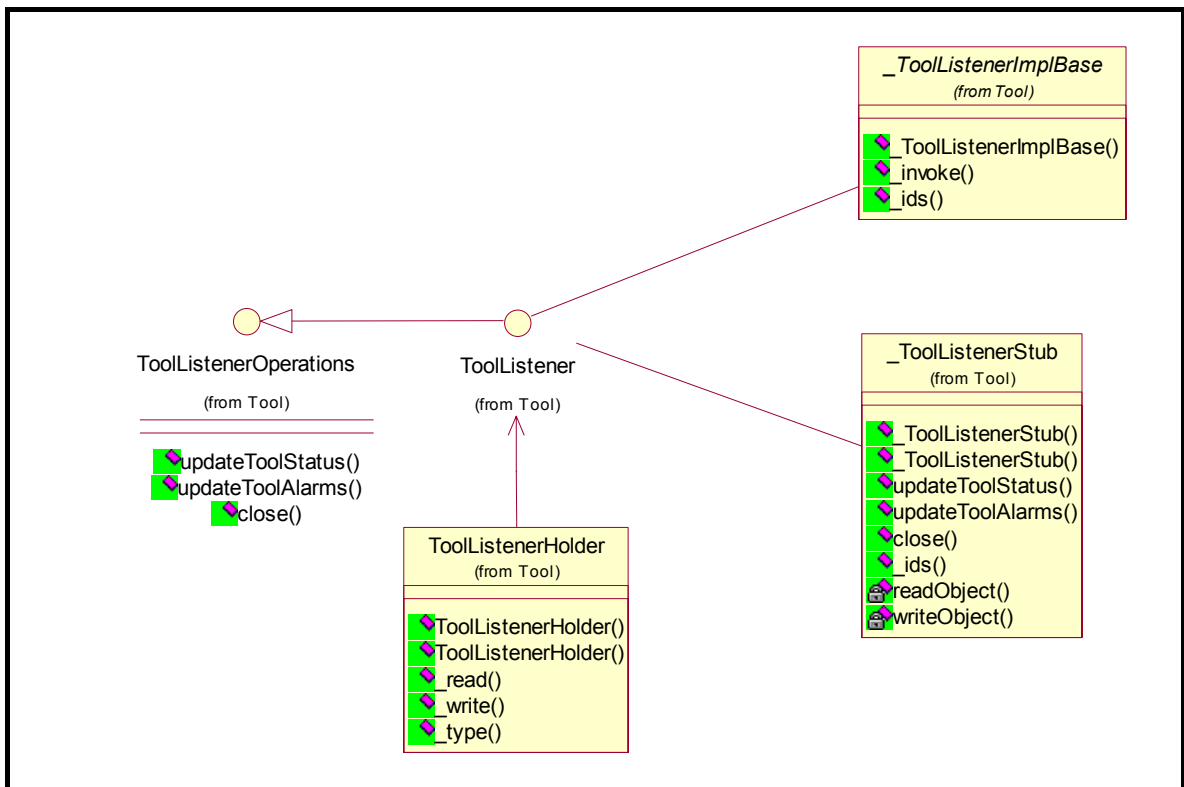 _ToolListenerImplBase
(from Tool)
_ToolListenerImplBase()
_invoke()
_ids()
ToolListenerOperations
(from Tool)
updateToolStatus()
updateToolAlarms()
close()
ToolListener
(from Tool)
_ToolListenerStub
(from Tool)
_ToolListenerStub()
_ToolListenerStub()
updateToolStatus()
updateToolAlarms()
close()
_ids()
readObject()
writeObject()
ToolListenerHolder
(from Tool)
ToolListenerHolder()
ToolListenerHolder()
_read()
_write()
_type()